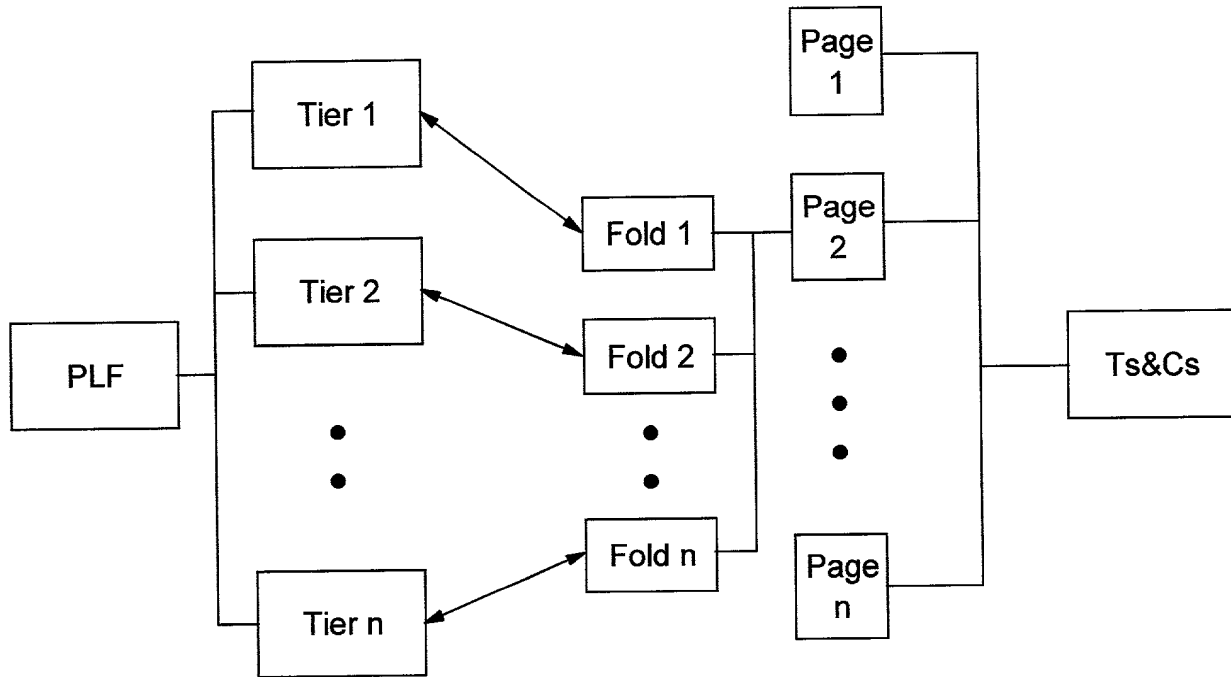 Page
1
Tier 1
Page
2
Fold 1
Tier 2
Fold 2
PLF
Ts&Cs
Fold n
Page
n
Tier n